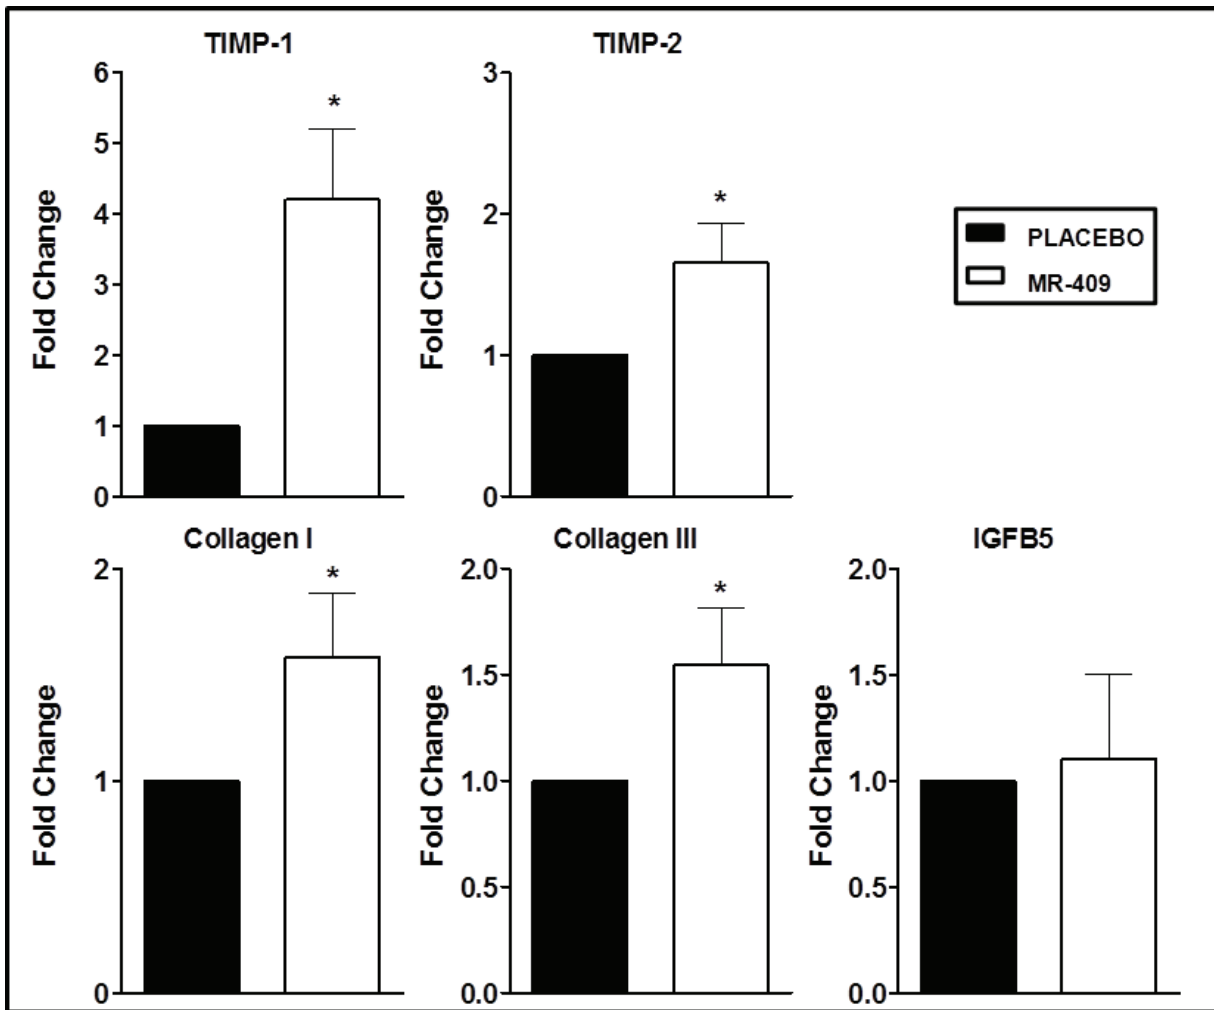 TIMP-1
6
5
4
3
2
1
0
Fold Change
*
TIMP-2
3
2
1
0
Fold Change
*
PLACEBO
MR-409
Collagen I
2
1
0
Fold Change
*
Collagen III
2.0
1.5
1.0
0.5
0.0
Fold Change
*
IGFB5
2.0
1.5
1.0
0.5
0.0
Fold Change